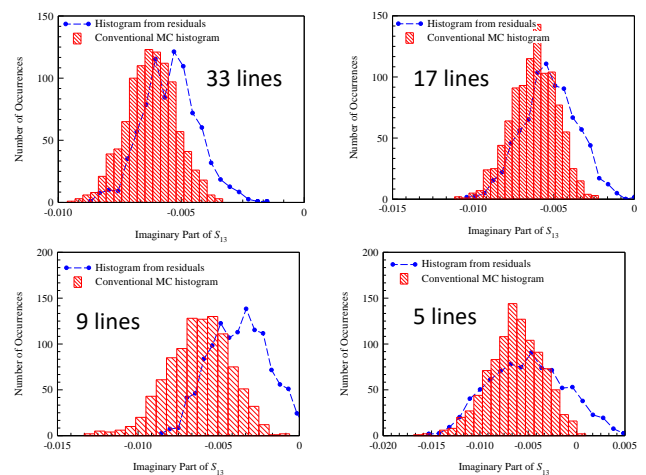 150
100
50
0
Number of Occurrences
Histogram from residuals
Conventional MC histogram
33 lines
-0.010
-0.005
0
Imaginary Part of S13
150
100
50
0
Number of Occurrences
Histogram from residuals
Conventional MC histogram
17 lines
-0.015
-0.010
-0.005
0
Imaginary Part of S13
200
150
100
50
0
Number of Occurrences
Histogram from residuals
Conventional MC histogram
9 lines
-0.015
-0.010
-0.005
0
Imaginary Part of S13
200
150
100
50
0
Number of Occurrences
Histogram from residuals
Conventional MC histogram
5 lines
-0.020
-0.015
-0.010
-0.005
0
0.005
Imaginary Part of S13